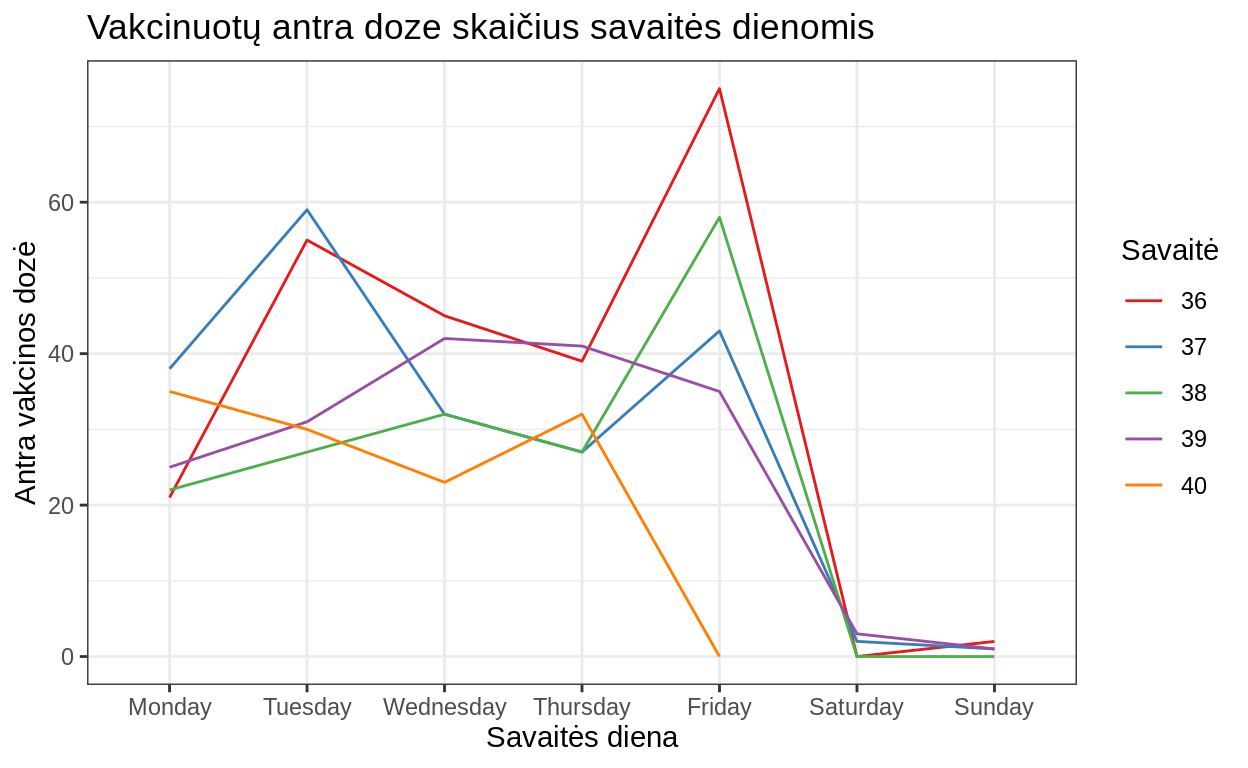 Vakcinuotų antra doze skaičius savaitės dienomis
Antra vakcinos dozė
60
40
20
0
Monday Tuesday Wednesday Thursday Friday Saturday Sunday
Savaitės diena
Savaitė
36
37
38
39
40